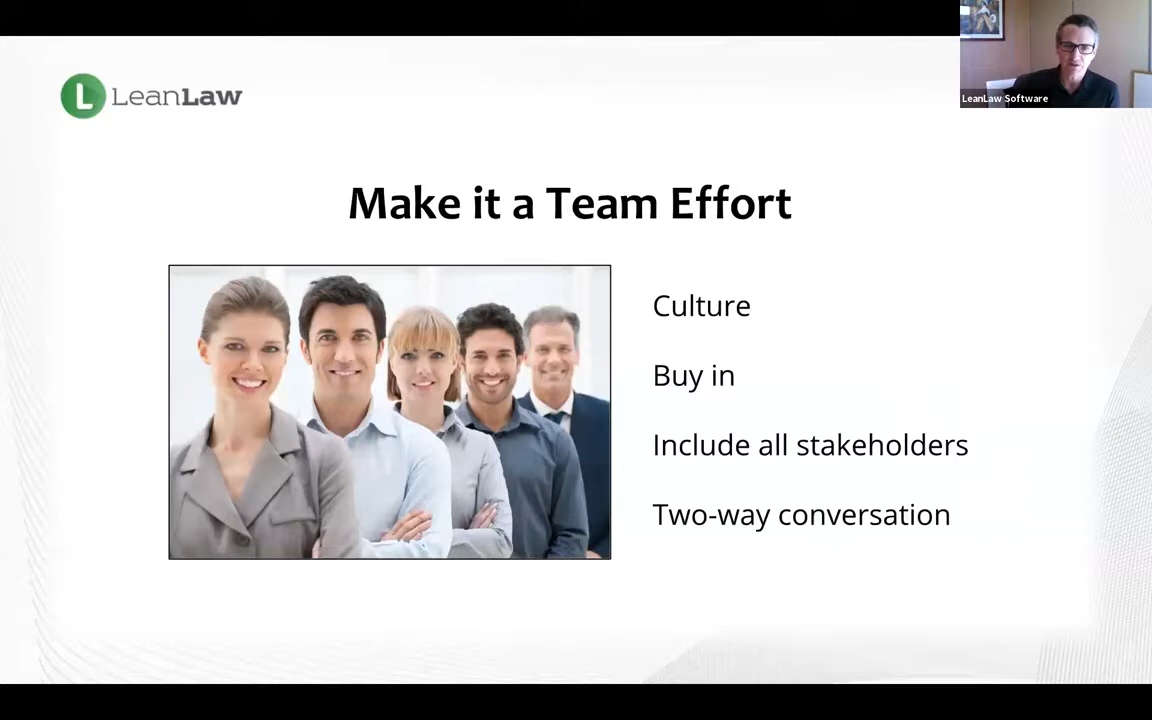 LeanLaw
LeanLaw Software
Make it a Team Effort
Culture
Buy in
Include all stakeholders
Two-way conversation